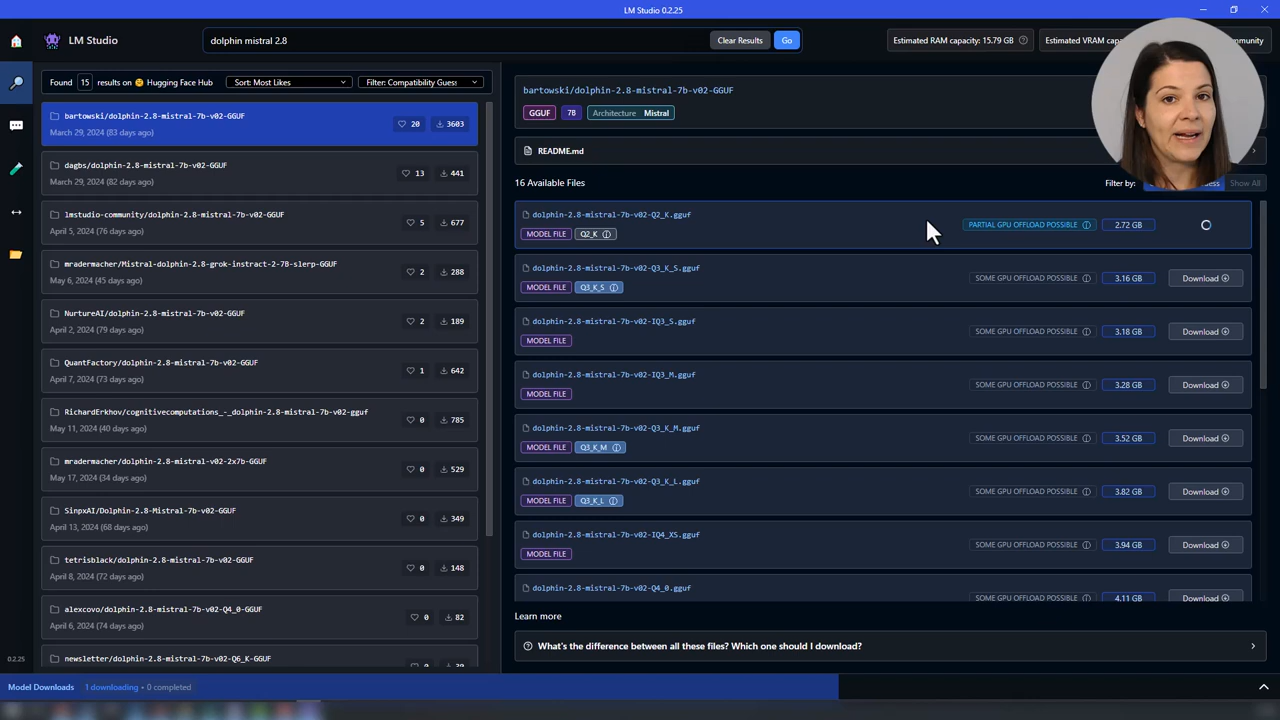 LM Studio 0.2.25
LM Studio
dolphin mistral 2.8
Clear Results
Go
Estimated RAM capacity: 15.79 GB
Estimated VRAM
Found 15 results on 🤗 Hugging Face Hub
Sort: Most Likes
Filter: Compatibility Guess
bartowski/dolphin-2.8-mistral-7b-v02-GGUF
March 29, 2024 (83 days ago)
20
3603
dagbs/dolphin-2.8-mistral-7b-v02-GGUF
March 29, 2024 (82 days ago)
13
441
lmstudio-community/dolphin-2.8-mistral-7b-v02-GGUF
April 5, 2024 (76 days ago)
5
677
mradermacher/Mistral-dolphin-2.8-grok-instract-2-7B-slerp-GGUF
May 6, 2024 (45 days ago)
2
288
NurtureAI/dolphin-2.8-mistral-7b-v02-GGUF
April 2, 2024 (79 days ago)
2
189
QuantFactory/dolphin-2.8-mistral-7b-v02-GGUF
April 7, 2024 (73 days ago)
1
642
RichardErkhov/cognitivecomputations_-_dolphin-2.8-mistral-7b-v02-gguf
May 11, 2024 (40 days ago)
0
785
mradermacher/dolphin-2.8-mistral-v02-2x7b-GGUF
May 17, 2024 (34 days ago)
0
529
SinpxAI/Dolphin-2.8-Mistral-7b-v02-GGUF
April 13, 2024 (68 days ago)
0
349
tetrisblack/dolphin-2.8-mistral-7b-v02-GGUF
April 8, 2024 (72 days ago)
0
148
alexcovo/dolphin-2.8-mistral-7b-v02-Q4_0-GGUF
April 6, 2024 (74 days ago)
0
82
newsletter/dolphin-2.8-mistral-7b-v02-Q6_K-GGUF
bartowski/dolphin-2.8-mistral-7b-v02-GGUF
GGUF
7B
Architecture Mistral
README.md
16 Available Files
Filter by:
Show All
dolphin-2.8-mistral-7b-v02-Q2_K.gguf
MODEL FILE
Q2_K
PARTIAL GPU OFFLOAD POSSIBLE
2.72 GB
dolphin-2.8-mistral-7b-v02-Q3_K_S.gguf
MODEL FILE
Q3_K_S
SOME GPU OFFLOAD POSSIBLE
3.16 GB
Download
dolphin-2.8-mistral-7b-v02-IQ3_S.gguf
MODEL FILE
SOME GPU OFFLOAD POSSIBLE
3.18 GB
Download
dolphin-2.8-mistral-7b-v02-IQ3_M.gguf
MODEL FILE
SOME GPU OFFLOAD POSSIBLE
3.28 GB
Download
dolphin-2.8-mistral-7b-v02-Q3_K_M.gguf
MODEL FILE
Q3_K_M
SOME GPU OFFLOAD POSSIBLE
3.52 GB
Download
dolphin-2.8-mistral-7b-v02-Q3_K_L.gguf
MODEL FILE
Q3_K_L
SOME GPU OFFLOAD POSSIBLE
3.82 GB
Download
dolphin-2.8-mistral-7b-v02-IQ4_XS.gguf
MODEL FILE
SOME GPU OFFLOAD POSSIBLE
3.94 GB
Download
dolphin-2.8-mistral-7b-v02-Q4_0.gguf
SOME GPU OFFLOAD POSSIBLE
4.11 GB
Download
Learn more
What's the difference between all these files? Which one should I download?
0.2.25
Model Downloads 1 downloading • 0 completed